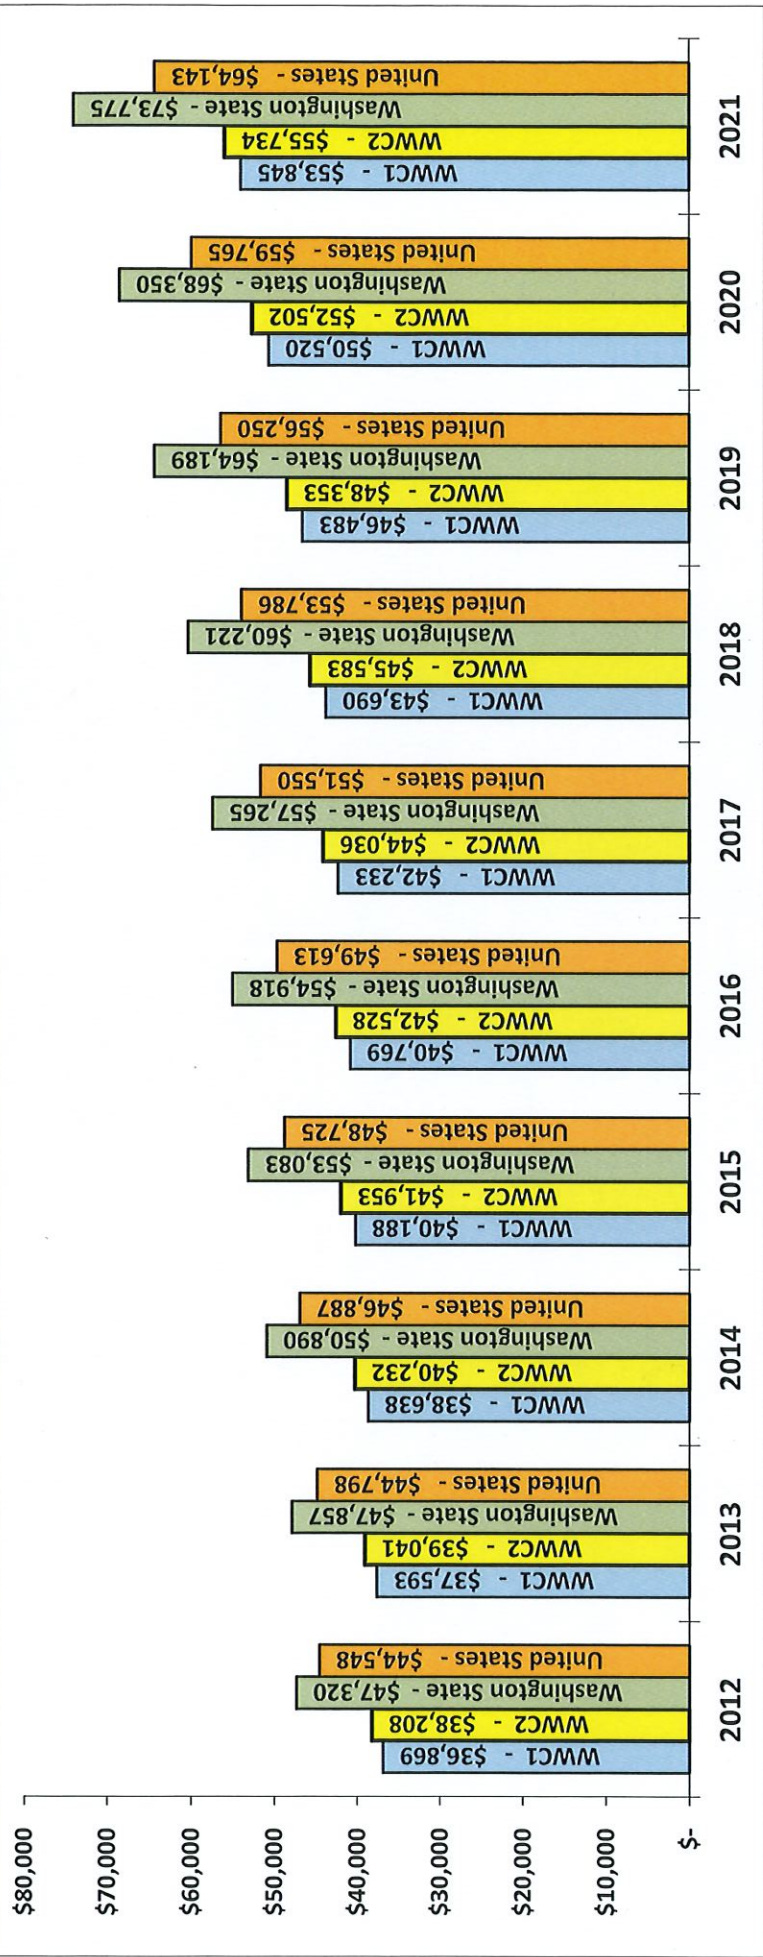 $80,000
$70,000
$60,000
$50,000
$40,000
$30,000
$20,000
$10,000
$-
WWC1 - $36,869
WWC2 - $38,208
Washington State - $47,320
United States - $44,548
2012
WWC1 - $37,593
WWC2 - $39,041
Washington State - $47,857
United States - $44,798
2013
WWC1 - $38,638
WWC2 - $40,232
Washington State - $50,890
United States - $46,887
2014
WWC1 - $40,188
WWC2 - $41,953
Washington State - $53,083
United States - $48,725
2015
WWC1 - $40,769
WWC2 - $42,528
Washington State - $54,918
United States - $49,613
2016
WWC1 - $42,233
WWC2 - $44,036
Washington State - $57,265
United States - $51,550
2017
WWC1 - $43,690
WWC2 - $45,583
Washington State - $60,221
United States - $53,786
2018
WWC1 - $46,483
WWC2 - $48,353
Washington State - $64,189
United States - $56,250
2019
WWC1 - $50,520
WWC2 - $52,502
Washington State - $68,350
United States - $59,765
2020
WWC1 - $53,845
WWC2 - $55,734
Washington State - $73,775
United States - $64,143
2021